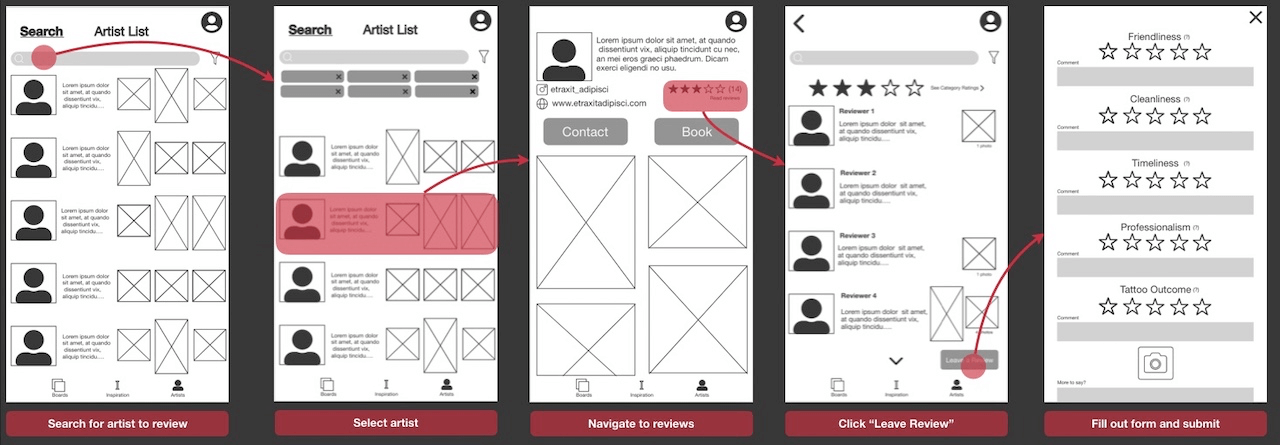 Search
Artist List
Lorem ipsum dolor
sit amet, at quando
dissentiunt vix,
aliquip tincidu....
Lorem ipsum dolor
sit amet, at quando
dissentiunt vix,
aliquip tincidu....
Lorem ipsum dolor
sit amet, at quando
dissentiunt vix,
aliquip tincidu....
Lorem ipsum dolor
sit amet, at quando
dissentiunt vix,
aliquip tincidu....
Lorem ipsum dolor
sit amet, at quando
dissentiunt vix,
aliquip tincidu....
Boards
Inspiration
Artists
Search for artist to review
Search
Artist List
Lorem ipsum dolor
sit amet, at quando
dissentiunt vix,
aliquip tincidu....
Lorem ipsum dolor
sit amet, at quando
dissentiunt vix,
aliquip tincidu....
Lorem ipsum dolor
sit amet, at quando
dissentiunt vix,
aliquip tincidu....
Lorem ipsum dolor
sit amet, at quando
dissentiunt vix,
aliquip tincidu....
Boards
Inspiration
Artists
Select artist
Lorem ipsum dolor sit amet, at quando
dissentiunt vix, aliquip tincidunt cu nec,
an mei eros graeci phaedrum. Dicam
exerci eligendi no usu.
etraxit_adipisci
www.etraxitadipisci.com
(14)
Read reviews
Contact
Book
Boards
Inspiration
Artists
Navigate to reviews
See Category Ratings
Reviewer 1
Lorem ipsum dolor sit amet,
at quando dissentiunt vix,
aliquip tincidu....
1 photo
Reviewer 2
Lorem ipsum dolor sit amet,
at quando dissentiunt vix,
aliquip tincidu....
Reviewer 3
Lorem ipsum dolor sit amet,
at quando dissentiunt vix,
aliquip tincidu....
1 photo
Reviewer 4
Lorem ipsum dolor sit amet,
at quando dissentiunt vix,
aliquip tincidu....
Leave a Review
Boards
Inspiration
Artists
Click “Leave Review”
Friendliness (?)
Comment
Cleanliness (?)
Comment
Timeliness (?)
Comment
Professionalism (?)
Comment
Tattoo Outcome (?)
Comment
More to say?
Fill out form and submit